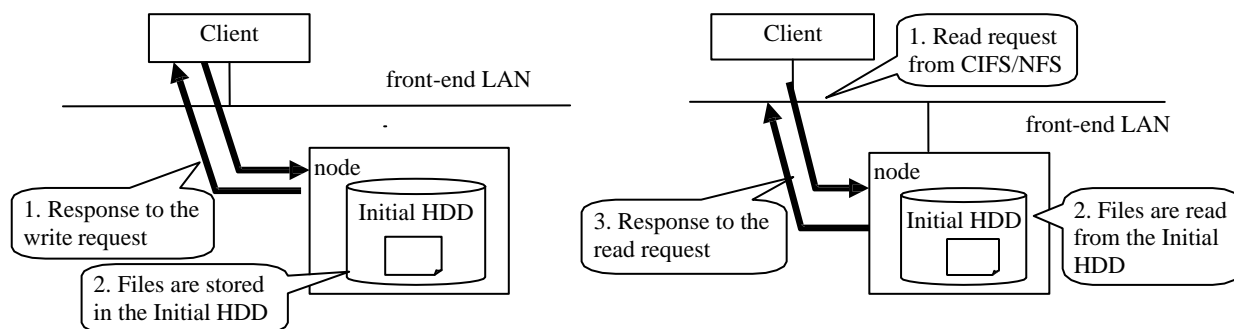 Client
front-end LAN
node
Initial HDD
1. Response to the
write request
2. Files are stored
in the Initial HDD
Client
1. Read request
from CIFS/NFS
front-end LAN
node
Initial HDD
2. Files are read
from the Initial
HDD
3. Response to the
read request